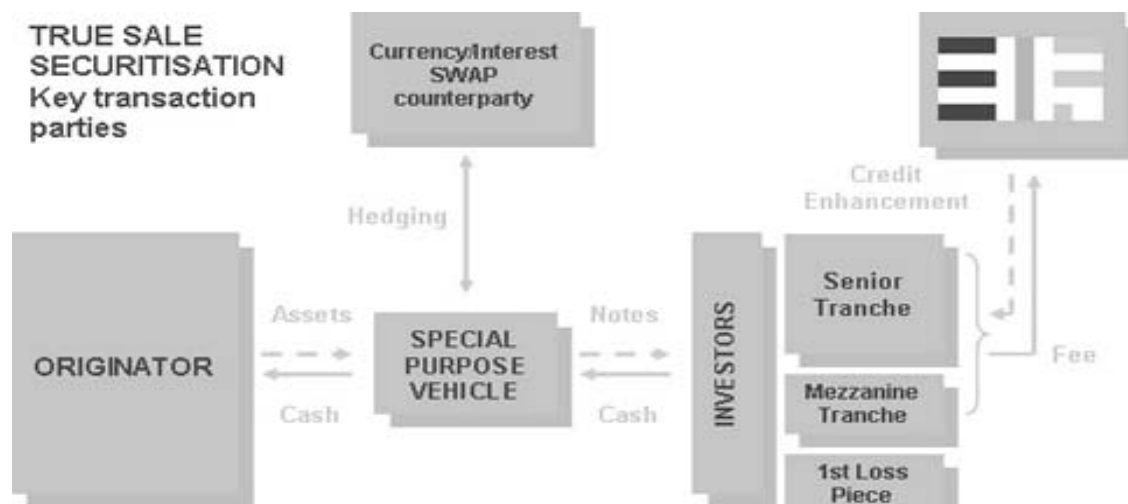 TRUE SALE
SECURITISATION
Key transaction
parties
Currency/Interest
SWAP
counterparty
Credit
Enhancement
Hedging
Senior
Tranche
Assets
Notes
SPECIAL
PURPOSE
VEHICLE
ORIGINATOR
INVESTORS
Fee
Cash
Cash
Mezzanine
Tranche
1st Loss
Piece